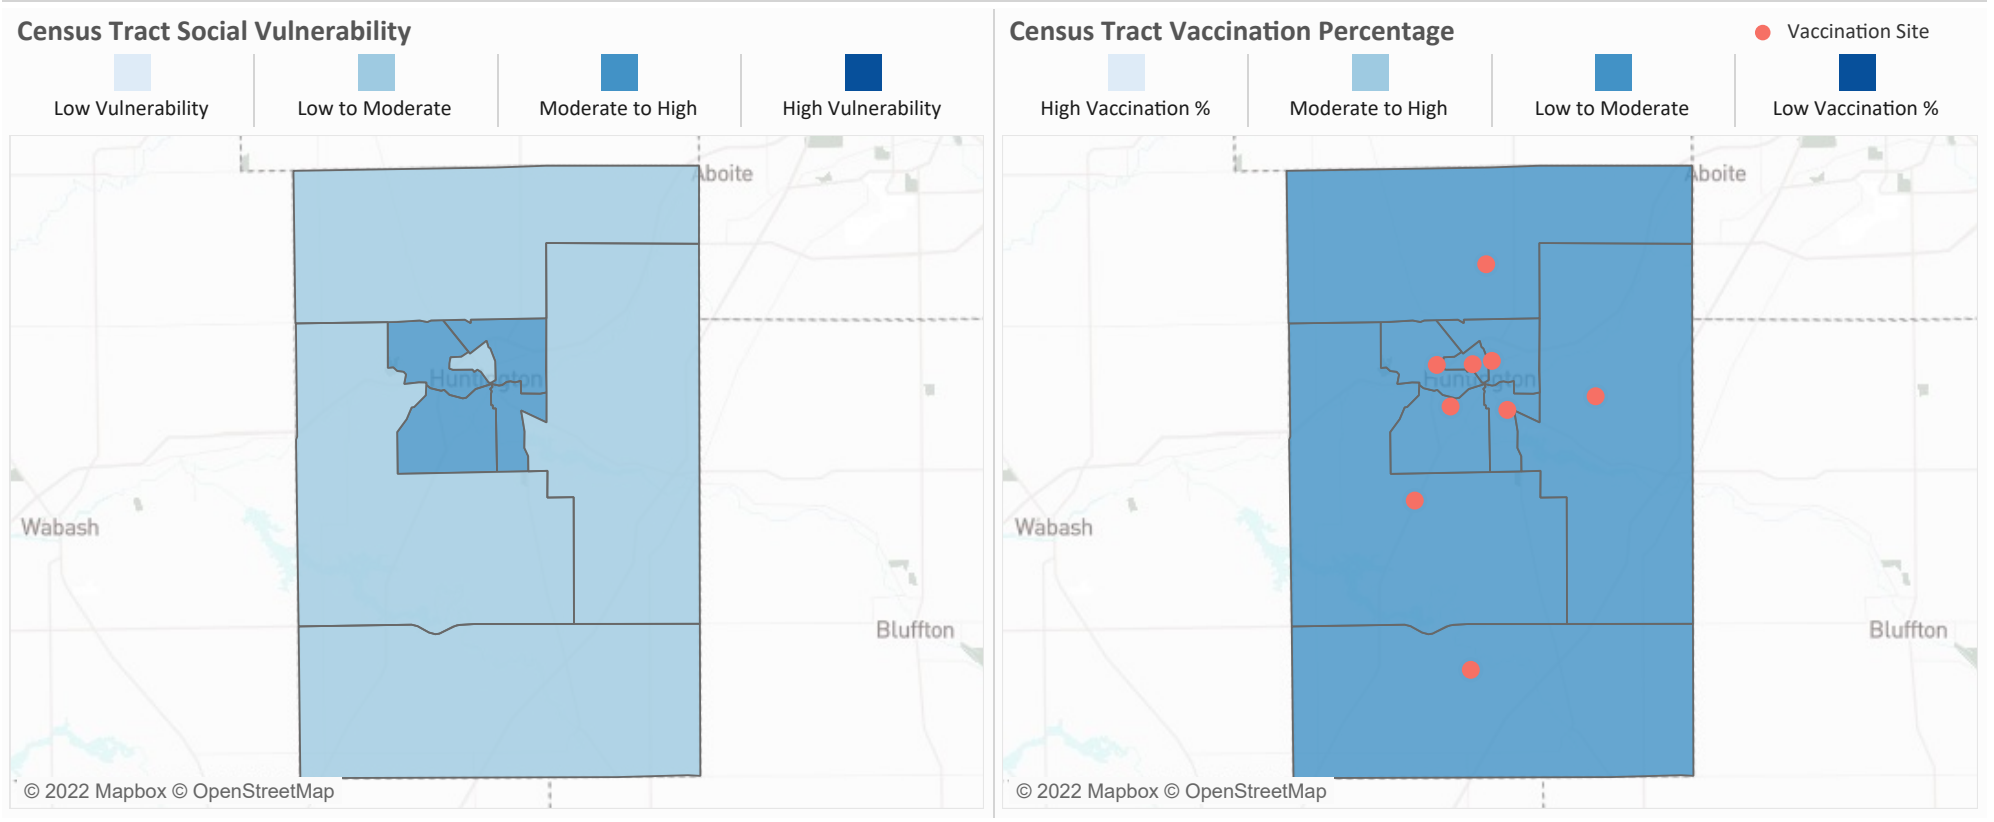 Census Tract Social Vulnerability
Low Vulnerability
Low to Moderate
Moderate to High
High Vulnerability
Aboite
Huntington
Wabash
Bluffton
© 2022 Mapbox © OpenStreetMap
Census Tract Vaccination Percentage
Vaccination Site
High Vaccination %
Moderate to High
Low to Moderate
Low Vaccination %
Aboite
Huntington
Wabash
Bluffton
© 2022 Mapbox © OpenStreetMap